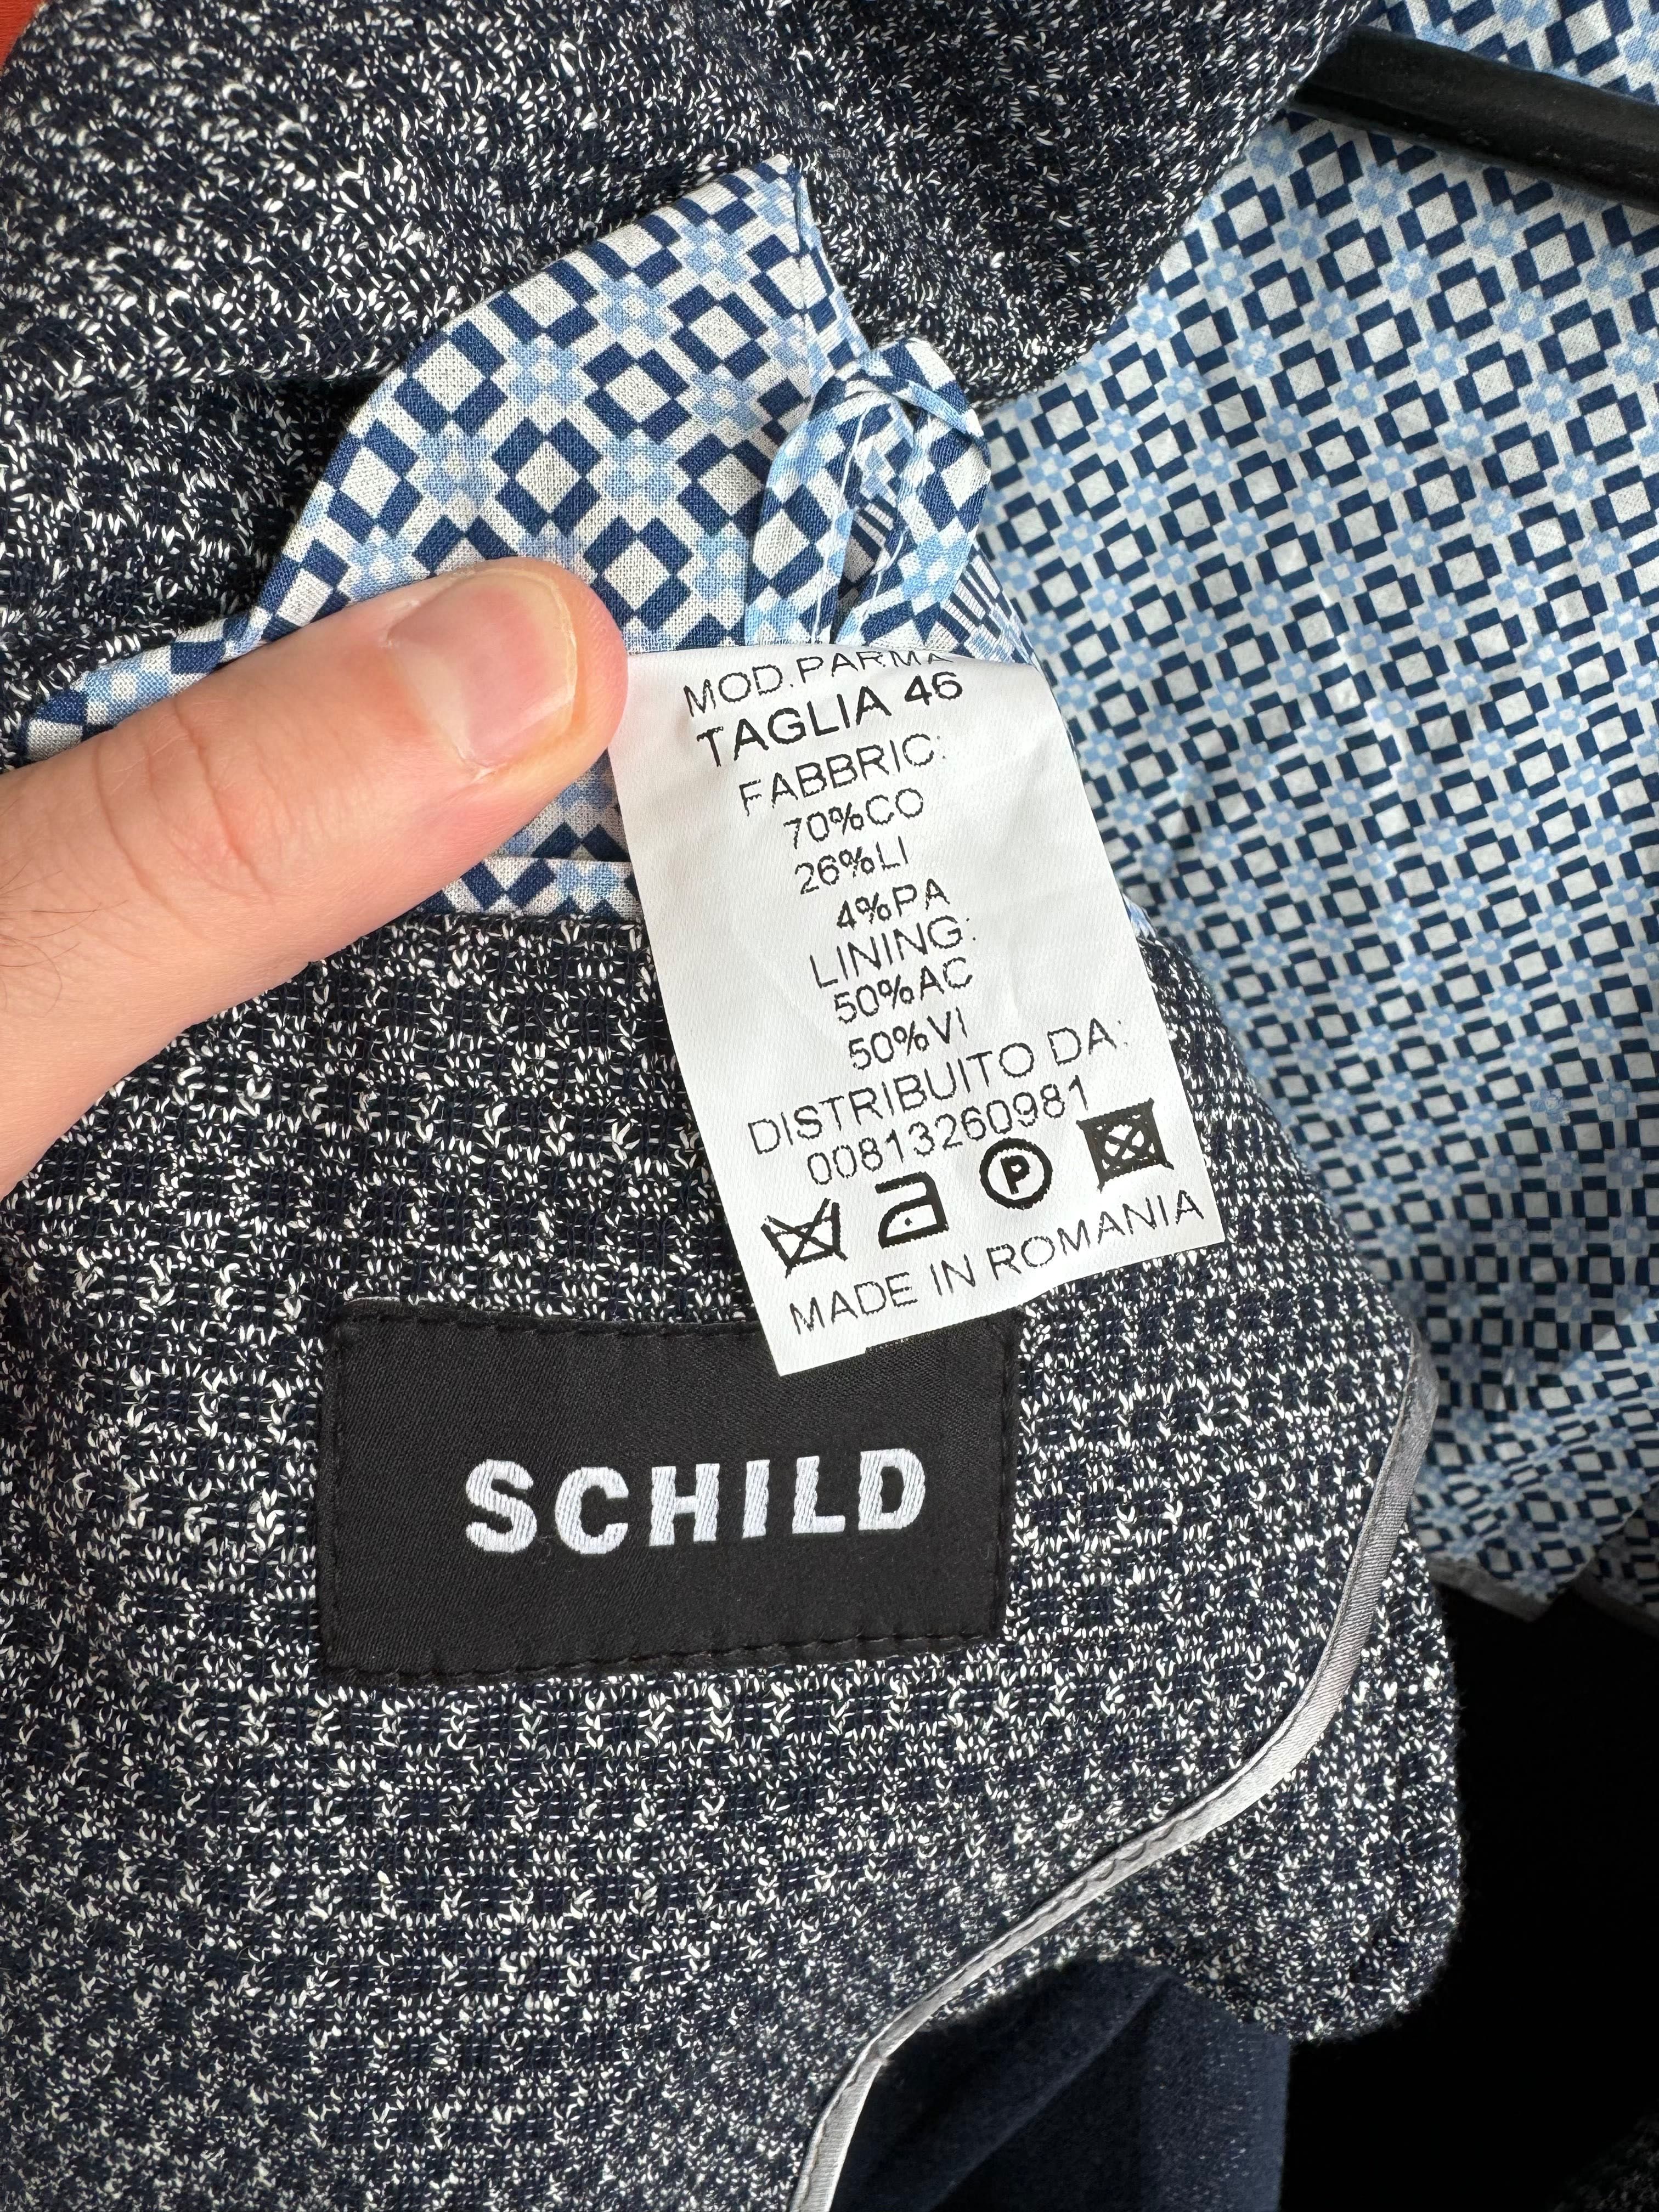 MOD.PARMA
TAGLIA 46
FABBRIC:
70%CO
26%LI
4%PA
LINING:
50%AC
50%VI
DISTRIBUITO DA:
00813260981
P
MADE IN ROMANIA
SCHILD